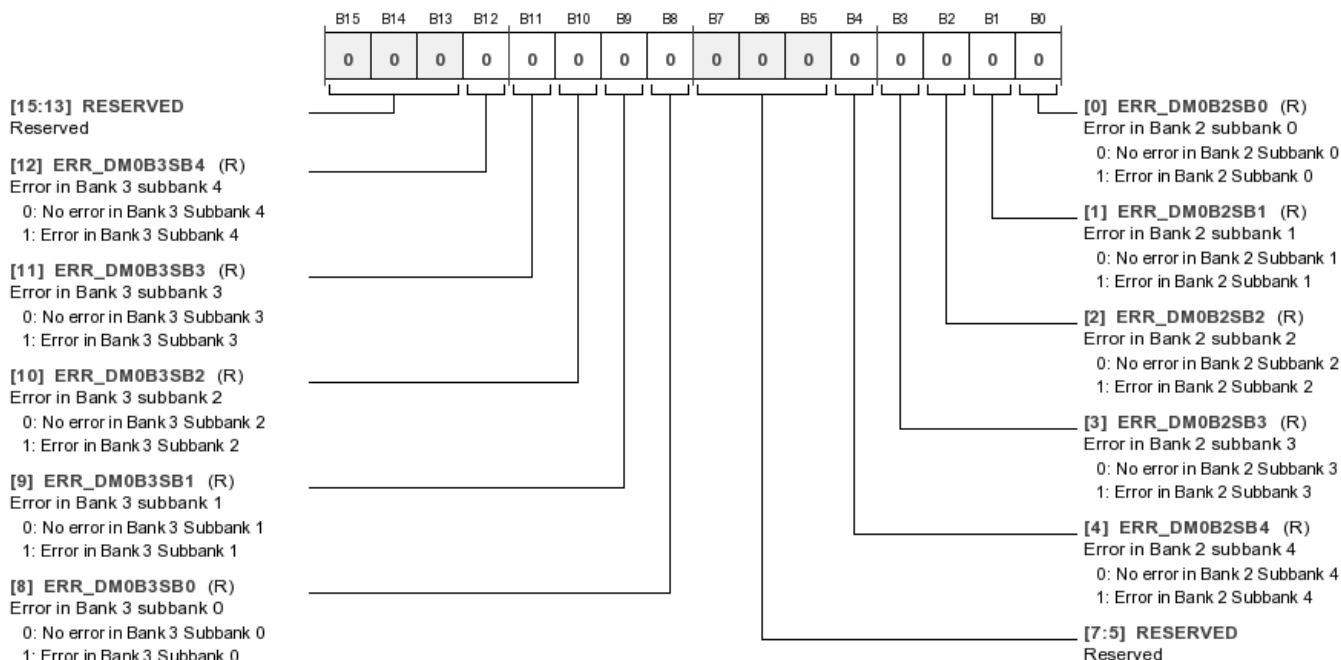 B15 B14 B13 B12 B11 B10 B9 B8 B7 B6 B5 B4 B3 B2 B1 B0
0 0 0 0 0 0 0 0 0 0 0 0 0 0 0 0
[15:13] RESERVED
Reserved
[12] ERR_DM0B3SB4 (R)
Error in Bank 3 subbank 4
0: No error in Bank 3 Subbank 4
1: Error in Bank 3 Subbank 4
[11] ERR_DM0B3SB3 (R)
Error in Bank 3 subbank 3
0: No error in Bank 3 Subbank 3
1: Error in Bank 3 Subbank 3
[10] ERR_DM0B3SB2 (R)
Error in Bank 3 subbank 2
0: No error in Bank 3 Subbank 2
1: Error in Bank 3 Subbank 2
[9] ERR_DM0B3SB1 (R)
Error in Bank 3 subbank 1
0: No error in Bank 3 Subbank 1
1: Error in Bank 3 Subbank 1
[8] ERR_DM0B3SB0 (R)
Error in Bank 3 subbank 0
0: No error in Bank 3 Subbank 0
1: Error in Bank 3 Subbank 0
[0] ERR_DM0B2SB0 (R)
Error in Bank 2 subbank 0
0: No error in Bank 2 Subbank 0
1: Error in Bank 2 Subbank 0
[1] ERR_DM0B2SB1 (R)
Error in Bank 2 subbank 1
0: No error in Bank 2 Subbank 1
1: Error in Bank 2 Subbank 1
[2] ERR_DM0B2SB2 (R)
Error in Bank 2 subbank 2
0: No error in Bank 2 Subbank 2
1: Error in Bank 2 Subbank 2
[3] ERR_DM0B2SB3 (R)
Error in Bank 2 subbank 3
0: No error in Bank 2 Subbank 3
1: Error in Bank 2 Subbank 3
[4] ERR_DM0B2SB4 (R)
Error in Bank 2 subbank 4
0: No error in Bank 2 Subbank 4
1: Error in Bank 2 Subbank 4
[7:5] RESERVED
Reserved